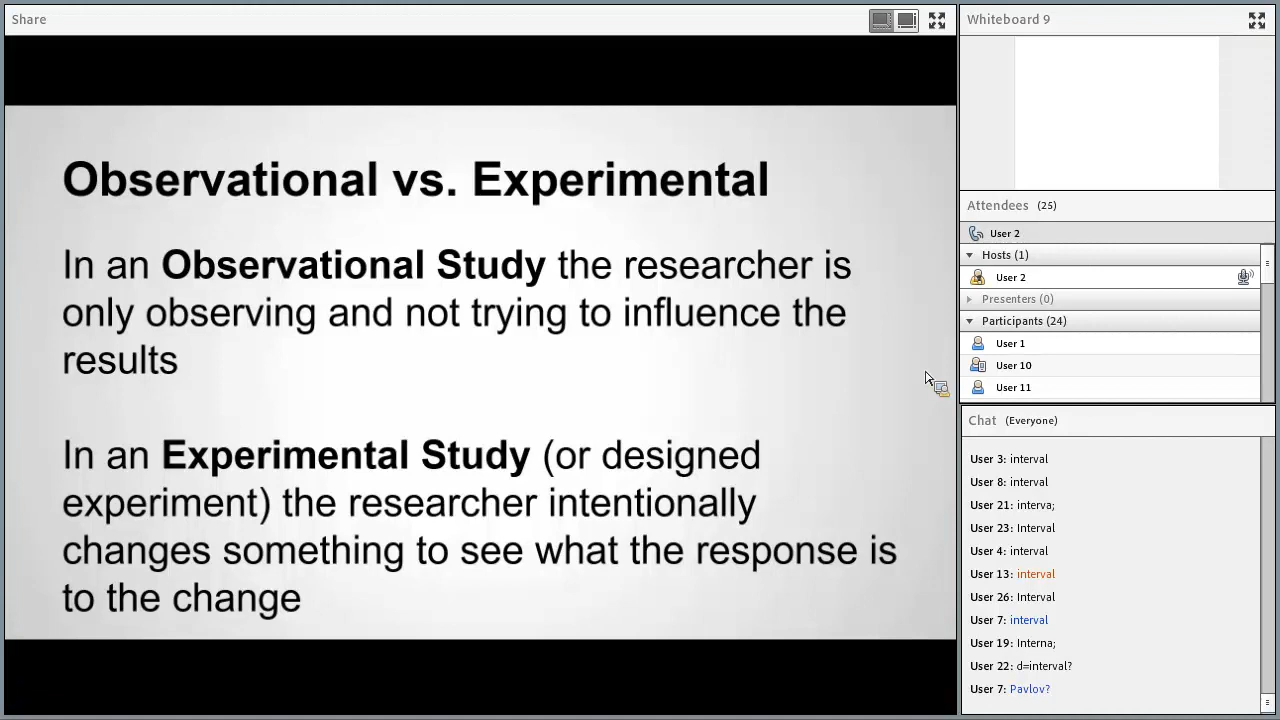 Share
Observational vs. Experimental
In an Observational Study the researcher is
only observing and not trying to influence the
results
In an Experimental Study (or designed
experiment) the researcher intentionally
changes something to see what the response is
to the change
Whiteboard 9
Attendees (25)
User 2
Hosts (1)
User 2
Presenters (0)
Participants (24)
User 1
User 10
User 11
Chat (Everyone)
User 3: interval
User 8: interval
User 21: interva;
User 23: Interval
User 4: interval
User 13: interval
User 26: Interval
User 7: interval
User 19: Interna;
User 22: d=interval?
User 7: Pavlov?